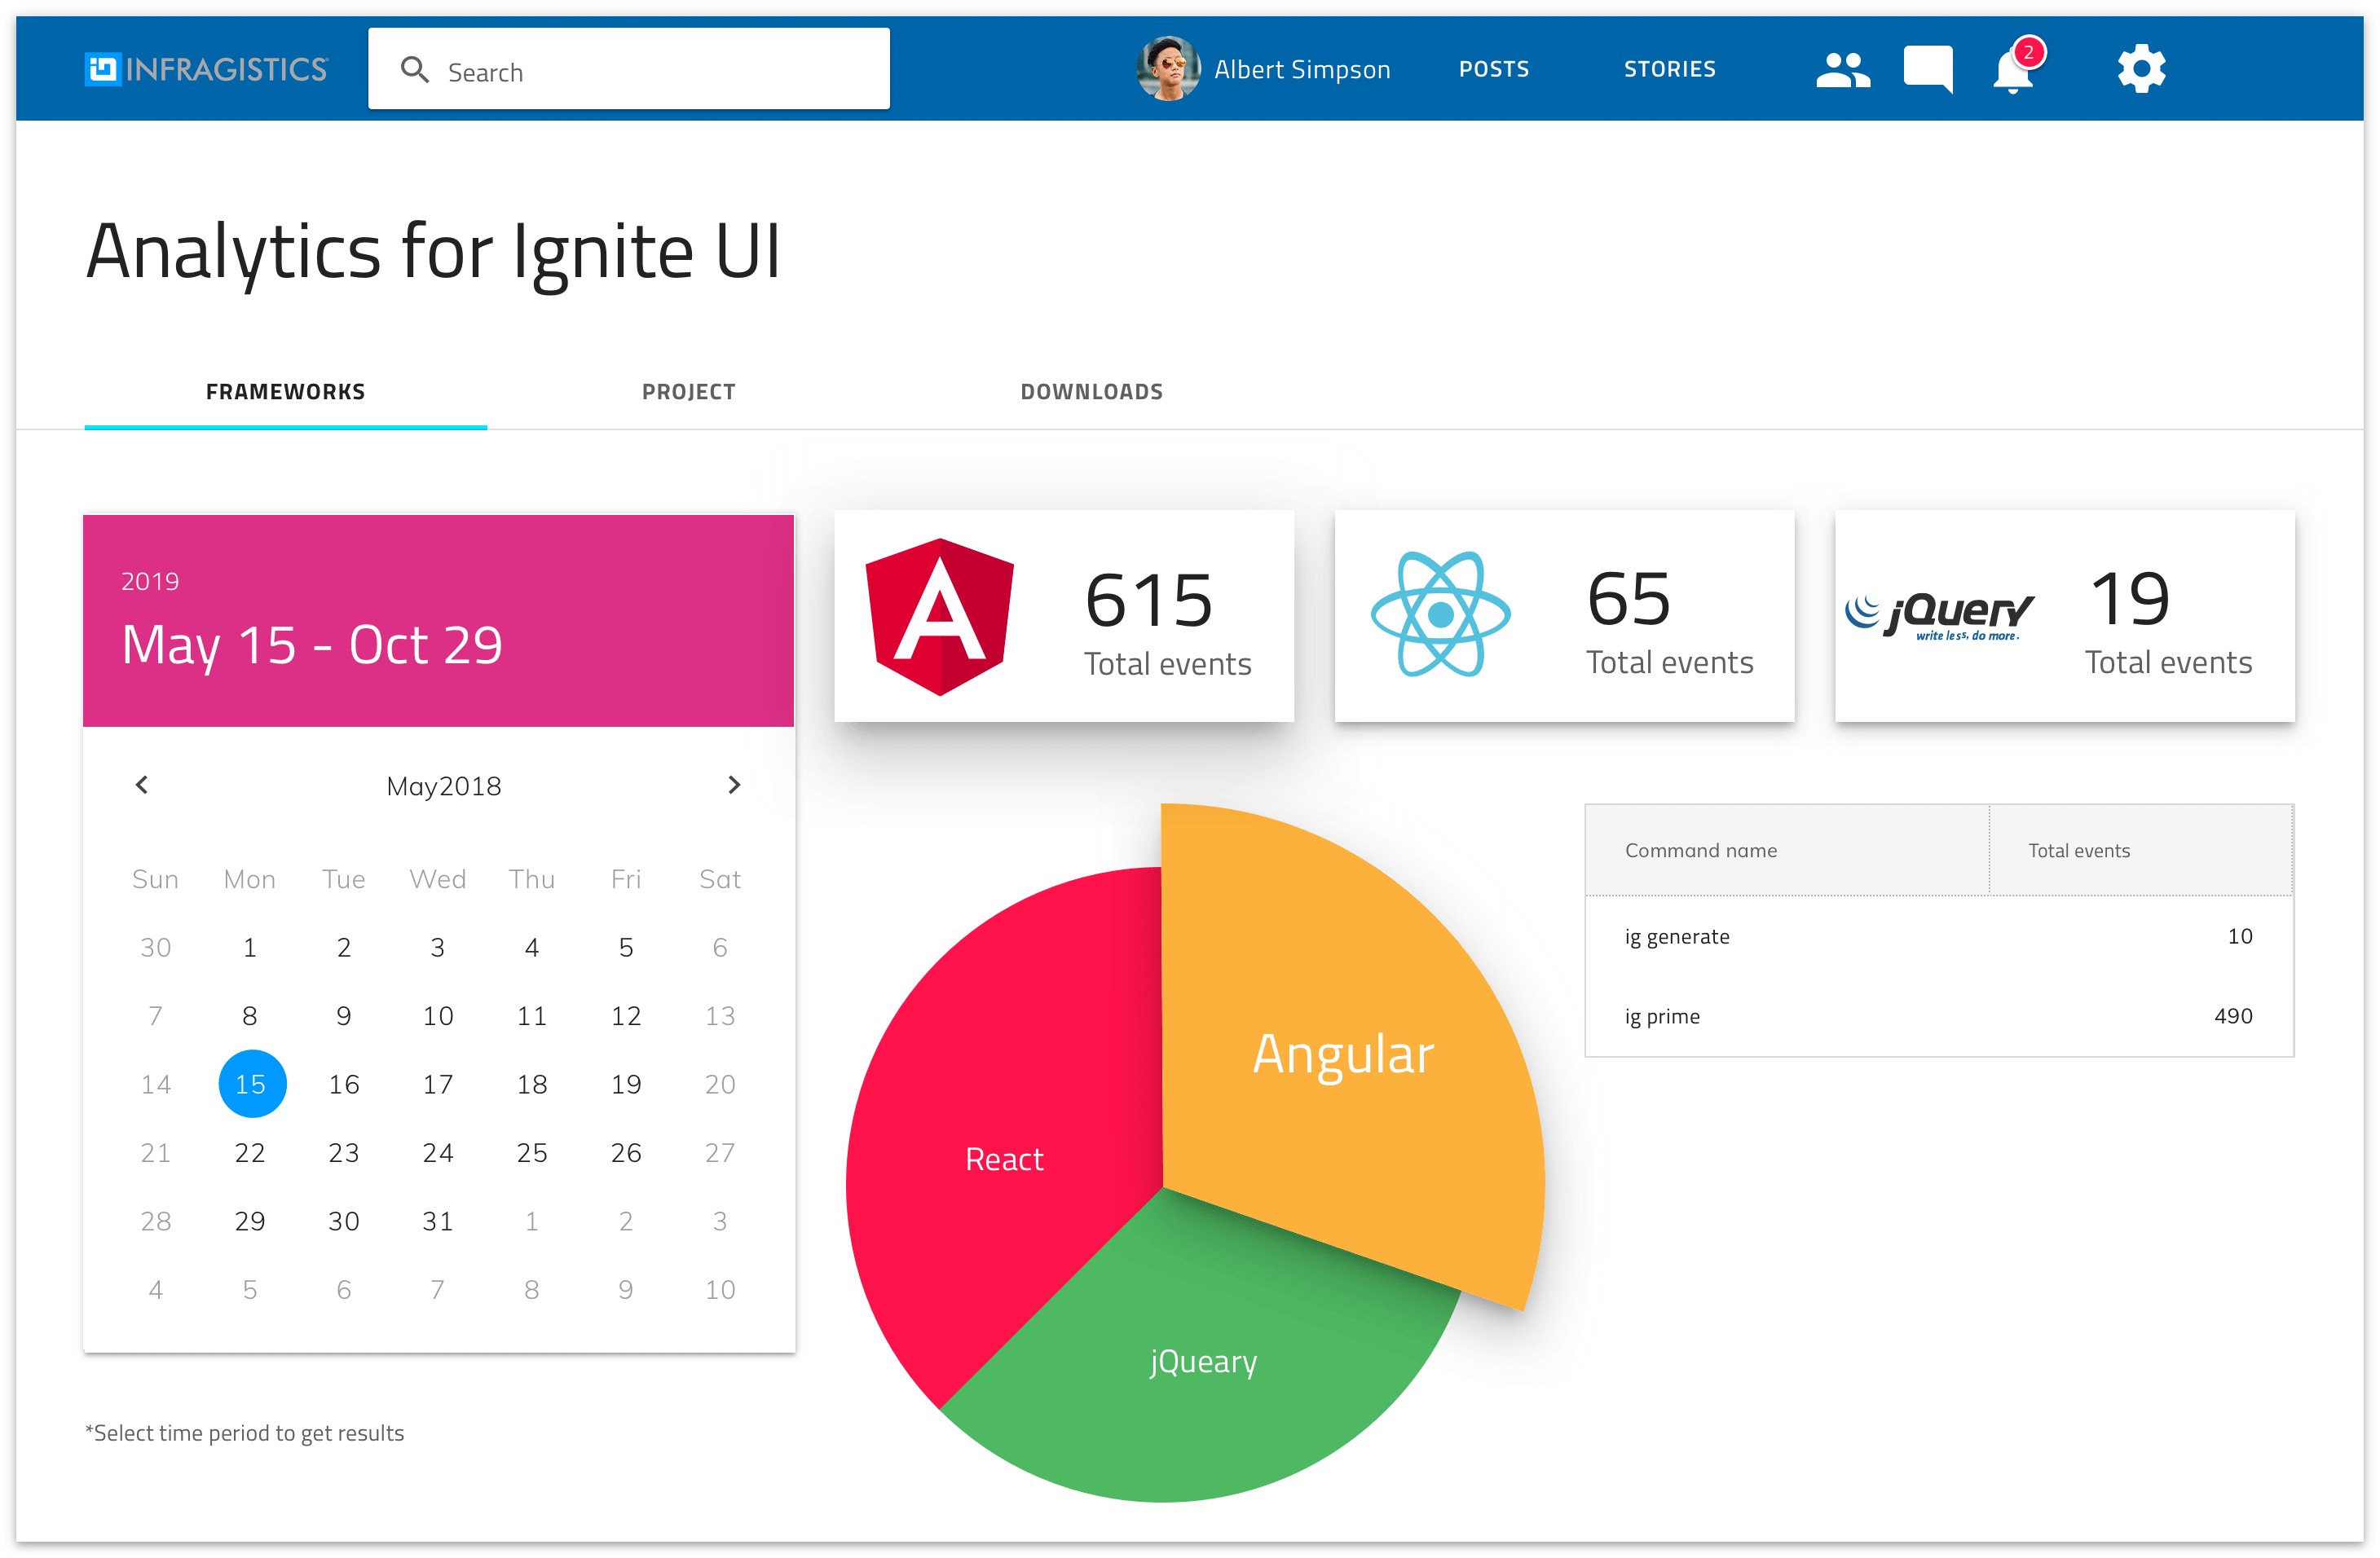 INFRAGISTICS
Search
Albert Simpson
POSTS
STORIES
2
Analytics for Ignite UI
FRAMEWORKS
PROJECT
DOWNLOADS
2019
May 15 - Oct 29
May2018
Sun Mon Tue Wed Thu Fri Sat
30 1 2 3 4 5 6
7 8 9 10 11 12 13
14 15 16 17 18 19 20
21 22 23 24 25 26 27
28 29 30 31 1 2 3
4 5 6 7 8 9 10
*Select time period to get results
615
Total events
65
Total events
jQuery
write less, do more.
19
Total events
Angular
React
jQueary
Command name Total events
ig generate 10
ig prime 490